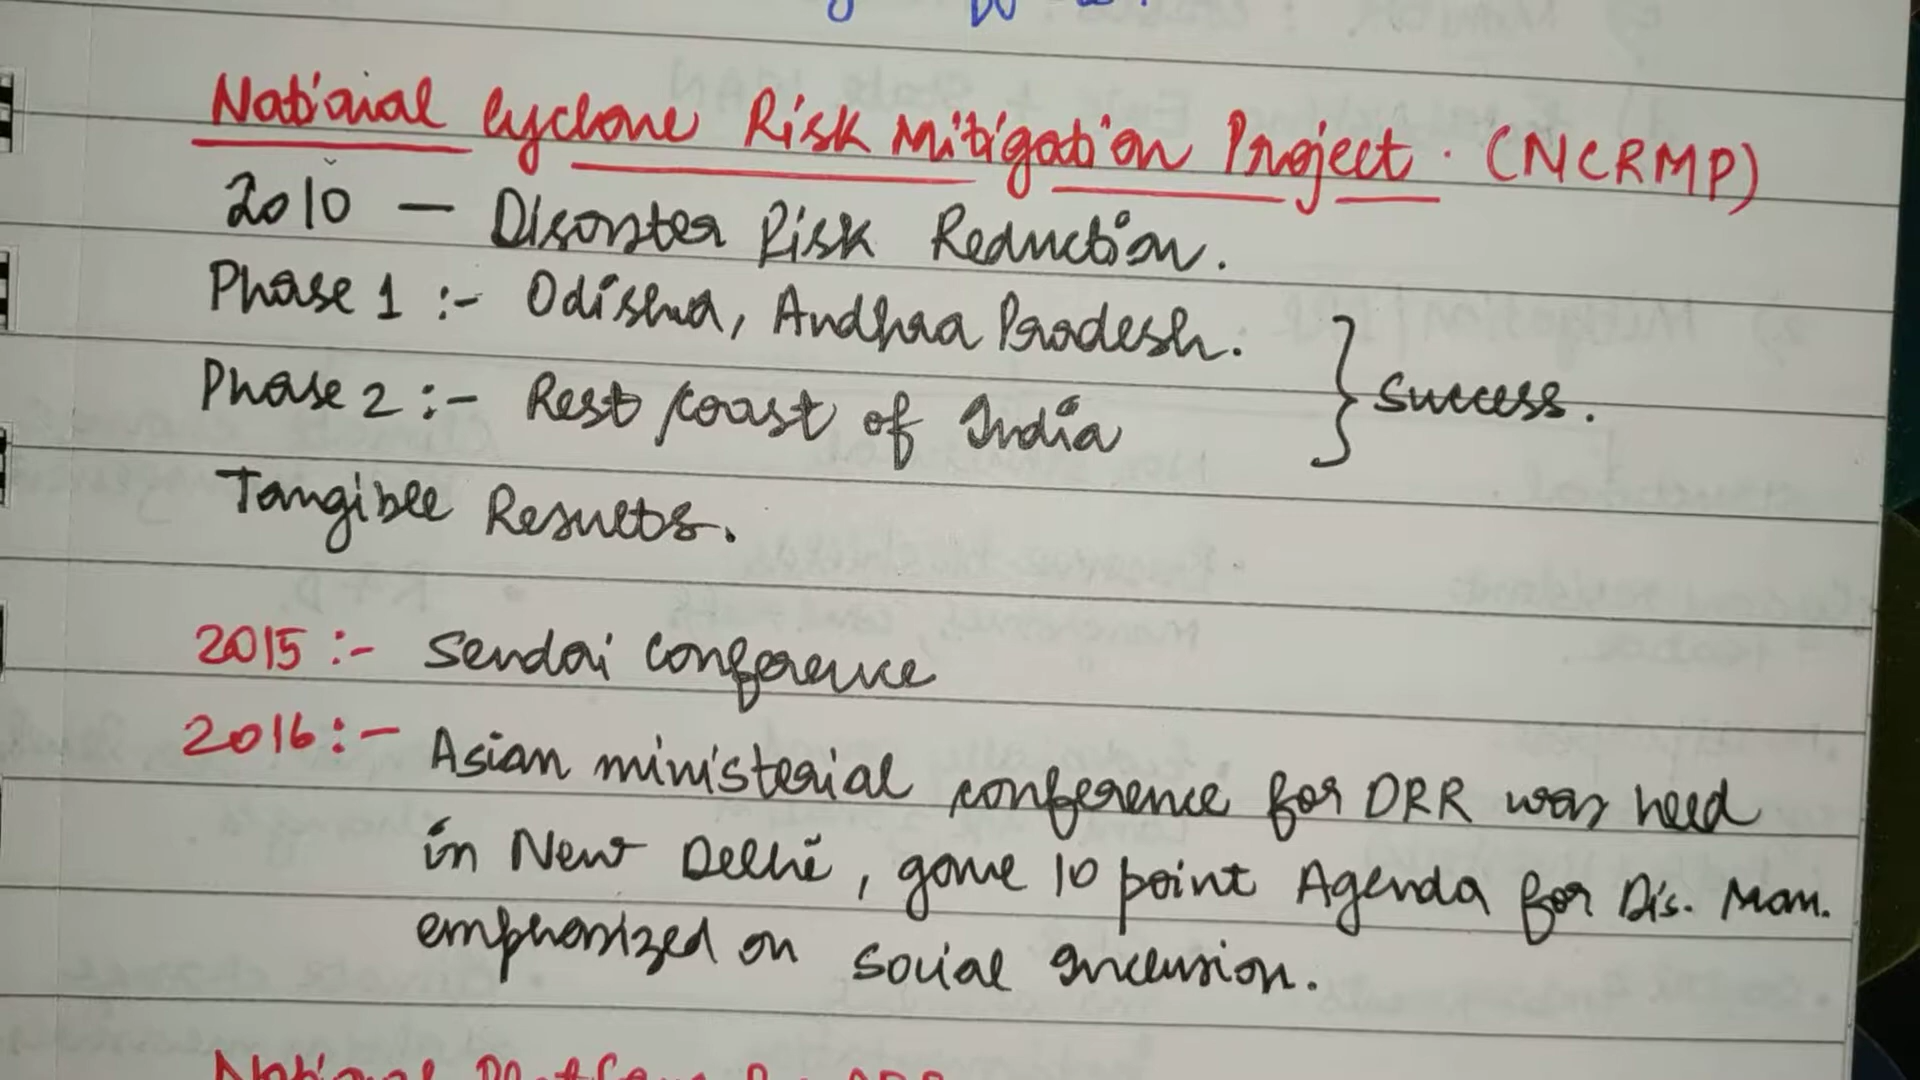 National Cyclone Risk Mitigation Project. (NCRMP)
2010 – Disaster Risk Reduction.
Phase 1 :- Odisha, Andhra Pradesh.
Phase 2 :- Rest coast of India
} Success.
Tangible Results.
2015 :- Sendai Conference
2016 :- Asian ministerial conference for DRR was held
in New Delhi, gave 10 point Agenda for Dis. Man.
emphasized on social inclusion.